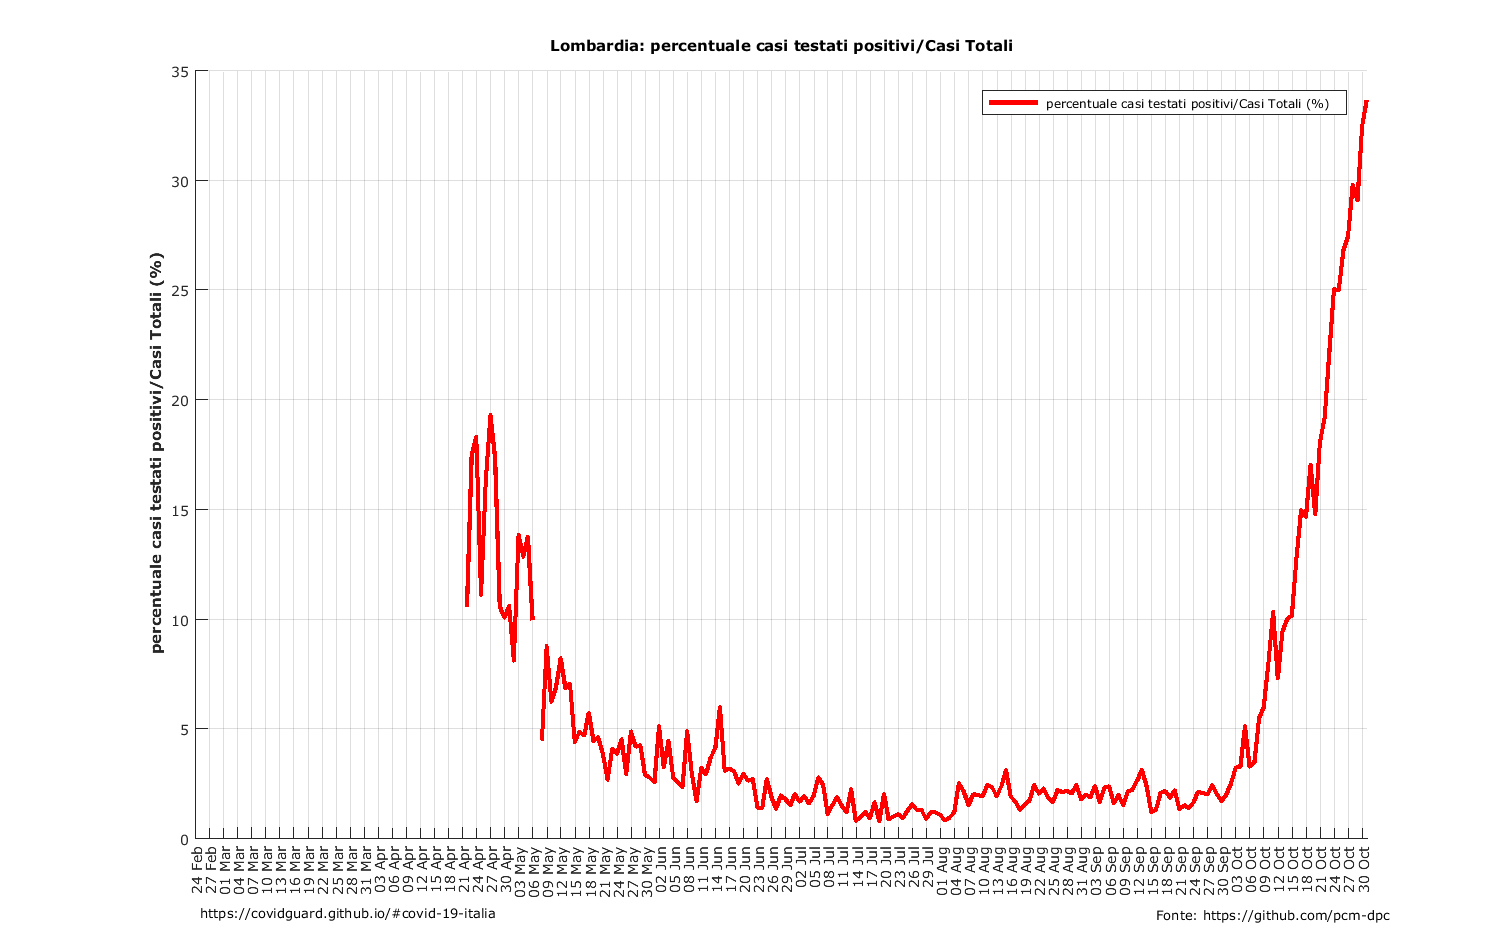 Lombardia: percentuale casi testati positivi/Casi Totali
percentuale casi testati positivi/Casi Totali (%)
percentuale casi testati positivi/Casi Totali (%)
35
30
25
20
15
10
5
0
24 Feb
27 Feb
01 Mar
04 Mar
07 Mar
10 Mar
13 Mar
16 Mar
19 Mar
22 Mar
25 Mar
28 Mar
31 Mar
03 Apr
06 Apr
09 Apr
12 Apr
15 Apr
18 Apr
21 Apr
24 Apr
27 Apr
30 Apr
03 May
06 May
09 May
12 May
15 May
18 May
21 May
24 May
27 May
30 May
02 Jun
05 Jun
08 Jun
11 Jun
14 Jun
17 Jun
20 Jun
23 Jun
26 Jun
29 Jun
02 Jul
05 Jul
08 Jul
11 Jul
14 Jul
17 Jul
20 Jul
23 Jul
26 Jul
29 Jul
01 Aug
04 Aug
07 Aug
10 Aug
13 Aug
16 Aug
19 Aug
22 Aug
25 Aug
28 Aug
31 Aug
03 Sep
06 Sep
09 Sep
12 Sep
15 Sep
18 Sep
21 Sep
24 Sep
27 Sep
30 Sep
03 Oct
06 Oct
09 Oct
12 Oct
15 Oct
18 Oct
21 Oct
24 Oct
27 Oct
30 Oct
https://covidguard.github.io/#covid-19-italia
Fonte: https://github.com/pcm-dpc